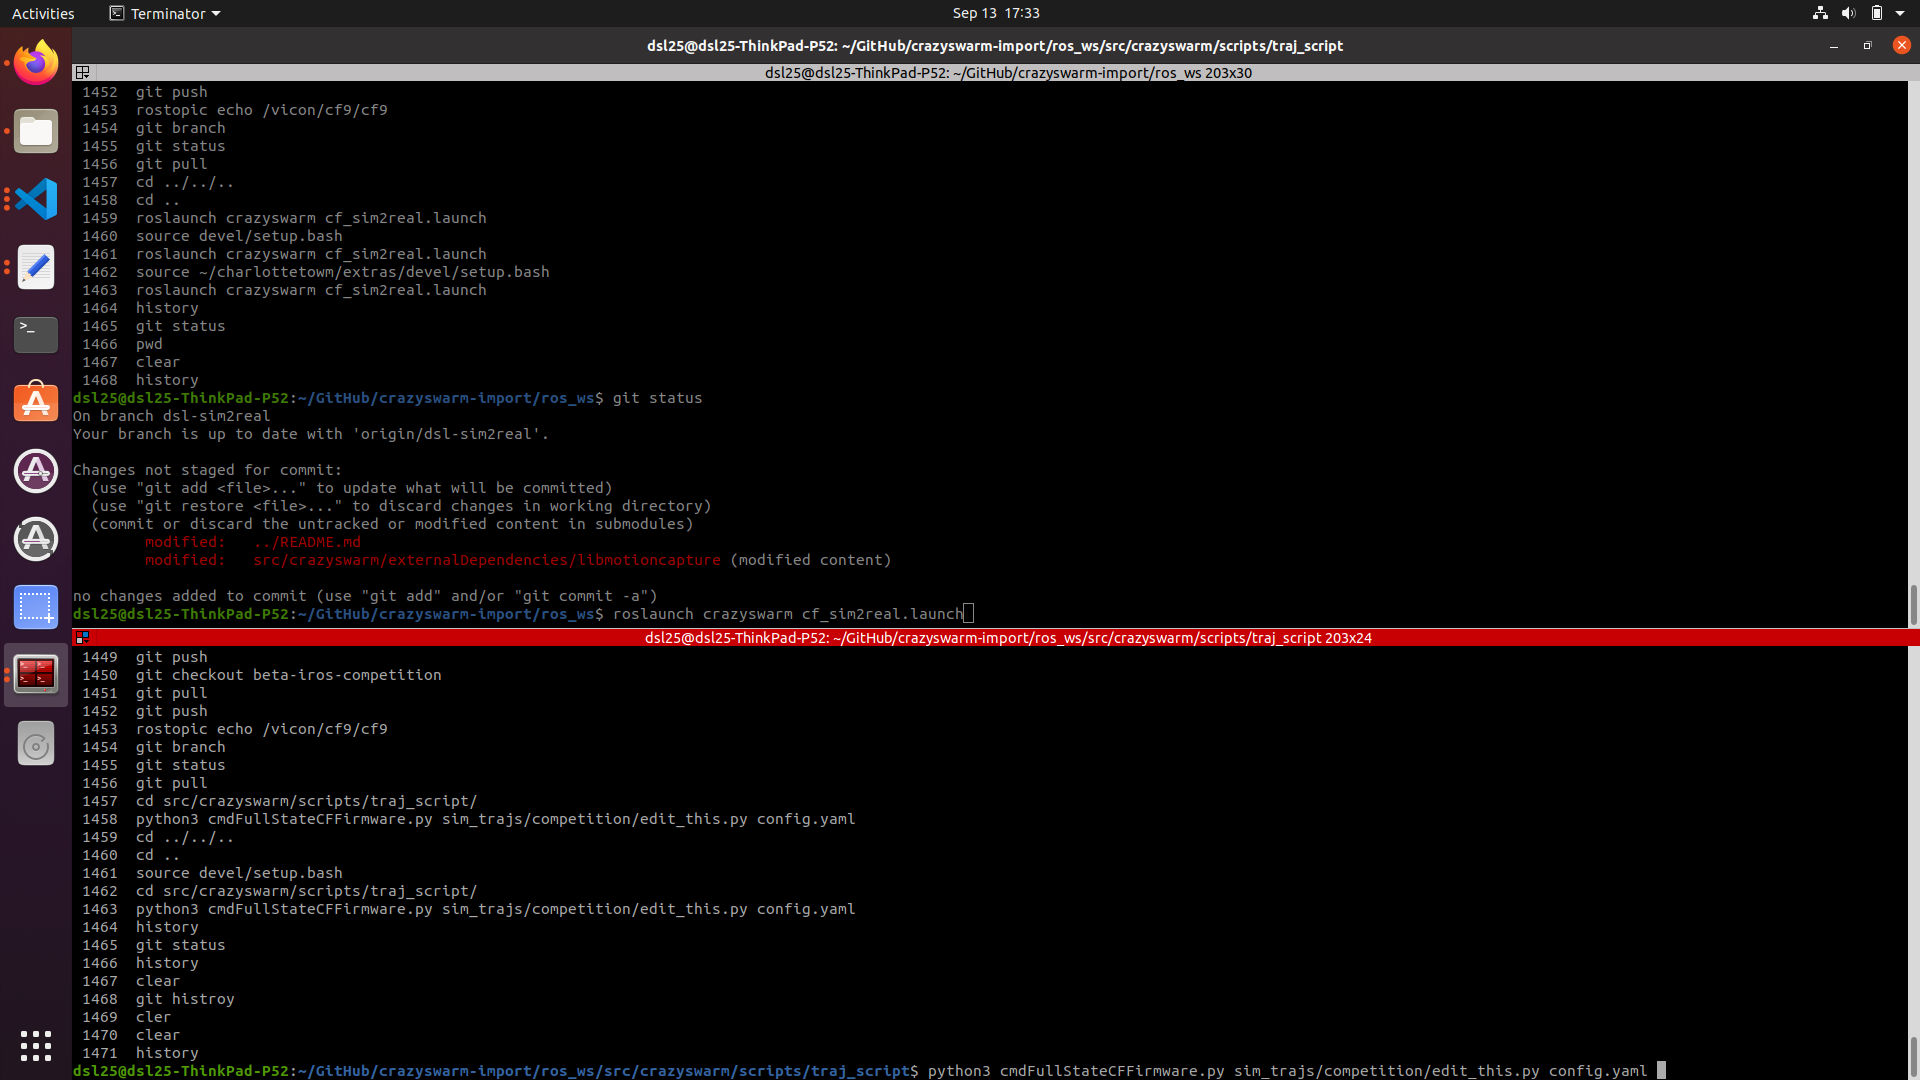 Activities
Terminator
Sep 13 17:33
dsl25@dsl25-ThinkPad-P52: ~/GitHub/crazyswarm-import/ros_ws/src/crazyswarm/scripts/traj_script
dsl25@dsl25-ThinkPad-P52: ~/GitHub/crazyswarm-import/ros_ws 203x30
1452 git push
1453 rostopic echo /vicon/cf9/cf9
1454 git branch
1455 git status
1456 git pull
1457 cd ../../..
1458 cd ..
1459 roslaunch crazyswarm cf_sim2real.launch
1460 source devel/setup.bash
1461 roslaunch crazyswarm cf_sim2real.launch
1462 source ~/charlottetowm/extras/devel/setup.bash
1463 roslaunch crazyswarm cf_sim2real.launch
1464 history
1465 git status
1466 pwd
1467 clear
1468 history
dsl25@dsl25-ThinkPad-P52:~/GitHub/crazyswarm-import/ros_ws$ git status
On branch dsl-sim2real
Your branch is up to date with 'origin/dsl-sim2real'.
Changes not staged for commit:
(use "git add <file>..." to update what will be committed)
(use "git restore <file>..." to discard changes in working directory)
(commit or discard the untracked or modified content in submodules)
modified: ../README.md
modified: src/crazyswarm/externalDependencies/libmotioncapture (modified content)
no changes added to commit (use "git add" and/or "git commit -a")
dsl25@dsl25-ThinkPad-P52:~/GitHub/crazyswarm-import/ros_ws$ roslaunch crazyswarm cf_sim2real.launch
dsl25@dsl25-ThinkPad-P52: ~/GitHub/crazyswarm-import/ros_ws/src/crazyswarm/scripts/traj_script 203x24
1449 git push
1450 git checkout beta-iros-competition
1451 git pull
1452 git push
1453 rostopic echo /vicon/cf9/cf9
1454 git branch
1455 git status
1456 git pull
1457 cd src/crazyswarm/scripts/traj_script/
1458 python3 cmdFullStateCFFirmware.py sim_trajs/competition/edit_this.py config.yaml
1459 cd ../../..
1460 cd ..
1461 source devel/setup.bash
1462 cd src/crazyswarm/scripts/traj_script/
1463 python3 cmdFullStateCFFirmware.py sim_trajs/competition/edit_this.py config.yaml
1464 history
1465 git status
1466 history
1467 clear
1468 git histroy
1469 cler
1470 clear
1471 history
dsl25@dsl25-ThinkPad-P52:~/GitHub/crazyswarm-import/ros_ws/src/crazyswarm/scripts/traj_script$ python3 cmdFullStateCFFirmware.py sim_trajs/competition/edit_this.py config.yaml